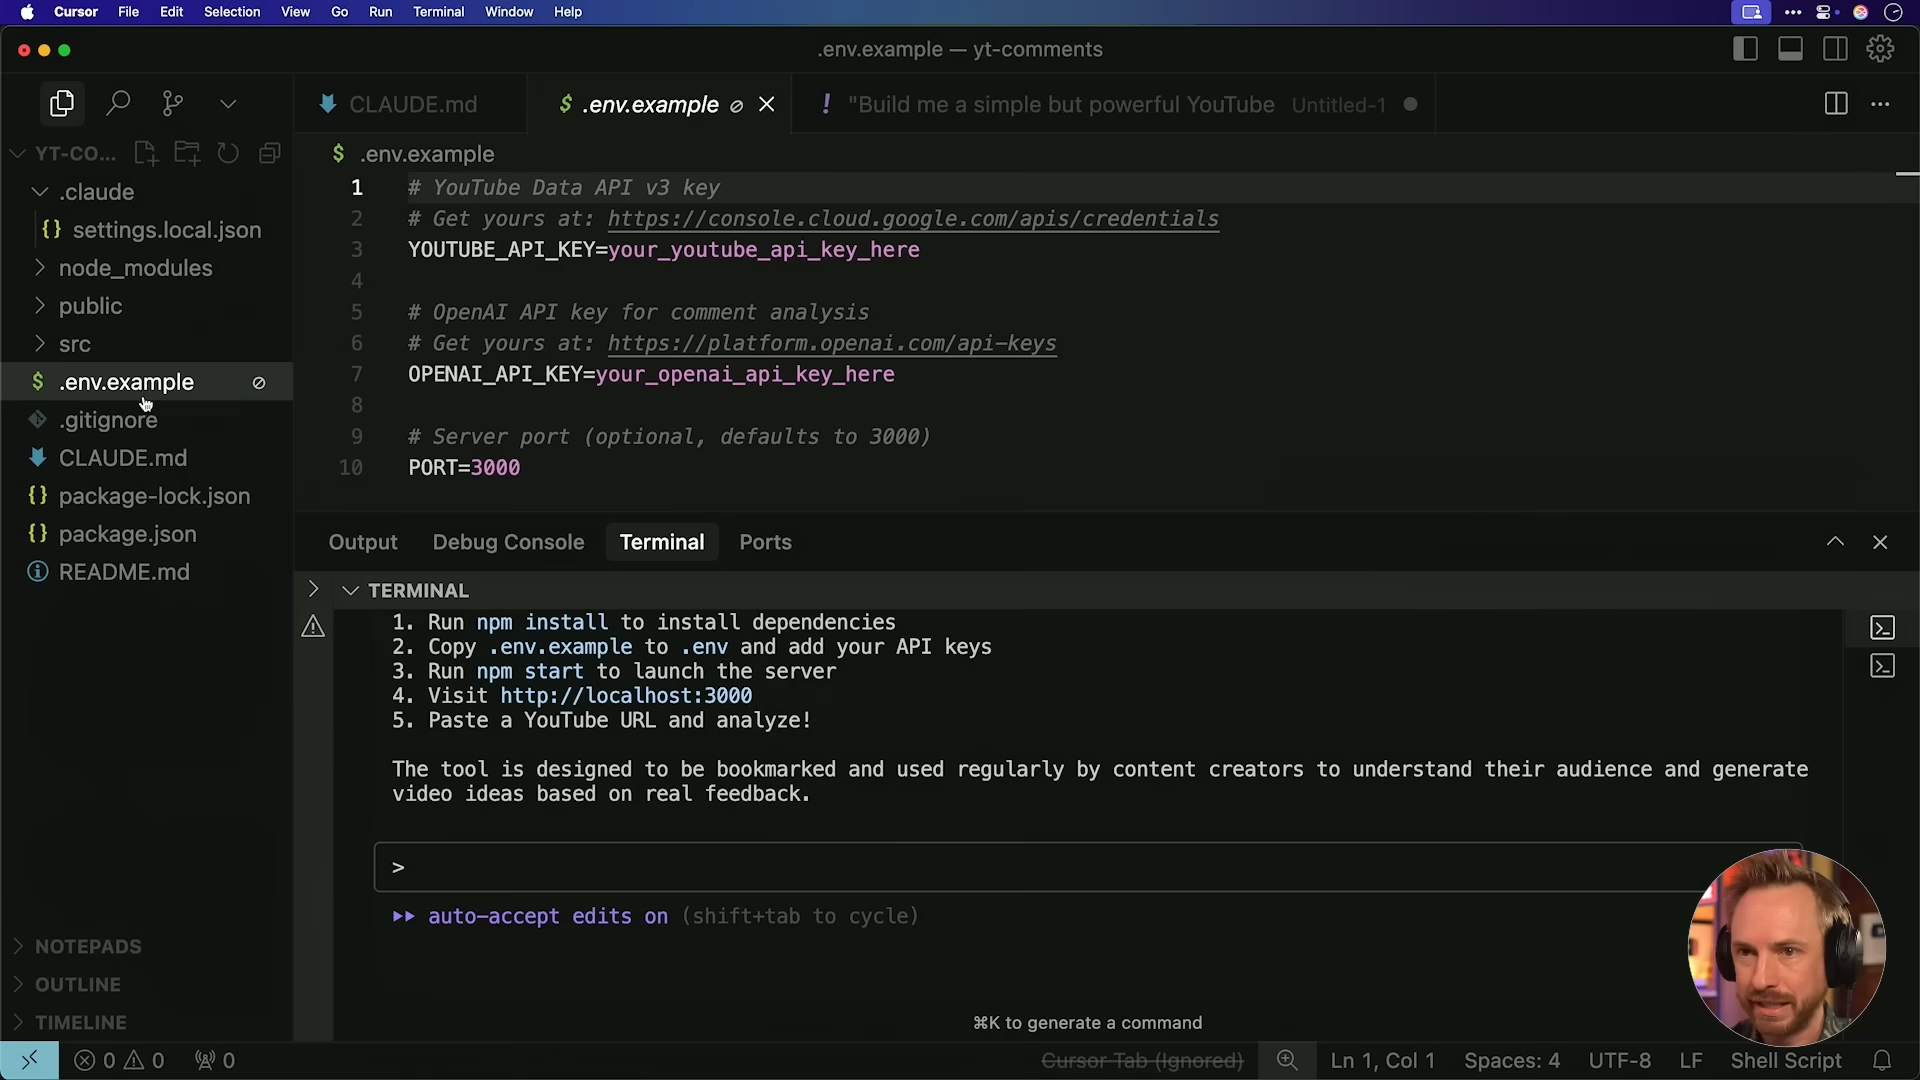 Cursor File Edit Selection View Go Run Terminal Window Help
.env.example — yt-comments
CLAUDE.md
$ .env.example
! "Build me a simple but powerful YouTube Untitled-1
YT-CO...
.claude
{} settings.local.json
node_modules
public
src
$ .env.example
.gitignore
CLAUDE.md
{} package-lock.json
{} package.json
README.md
NOTEPADS
OUTLINE
TIMELINE
$ .env.example
1 # YouTube Data API v3 key
2 # Get yours at: https://console.cloud.google.com/apis/credentials
3 YOUTUBE_API_KEY=your_youtube_api_key_here
4
5 # OpenAI API key for comment analysis
6 # Get yours at: https://platform.openai.com/api-keys
7 OPENAI_API_KEY=your_openai_api_key_here
8
9 # Server port (optional, defaults to 3000)
10 PORT=3000
Output Debug Console Terminal Ports
TERMINAL
1. Run npm install to install dependencies
2. Copy .env.example to .env and add your API keys
3. Run npm start to launch the server
4. Visit http://localhost:3000
5. Paste a YouTube URL and analyze!
The tool is designed to be bookmarked and used regularly by content creators to understand their audience and generate
video ideas based on real feedback.
>
auto-accept edits on (shift+tab to cycle)
⌘K to generate a command
0 0 0
Cursor Tab (Ignored) Ln 1, Col 1 Spaces: 4 UTF-8 LF Shell Script